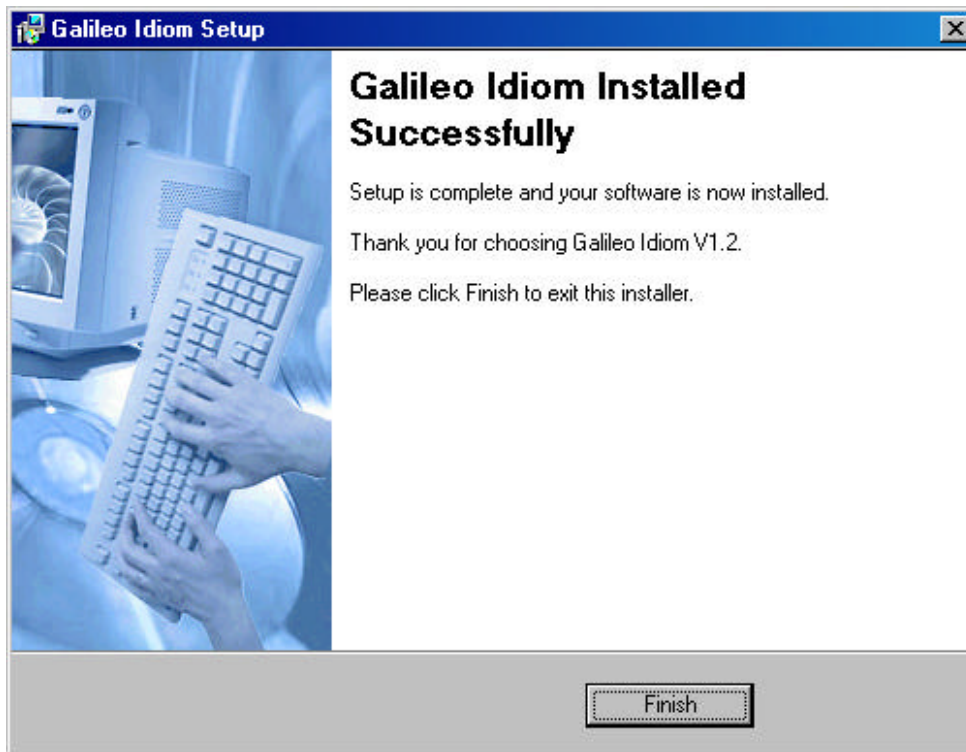 Galileo Idiom Setup
Galileo Idiom Installed
Successfully
Setup is complete and your software is now installed.
Thank you for choosing Galileo Idiom V1.2.
Please click Finish to exit this installer.
Finish